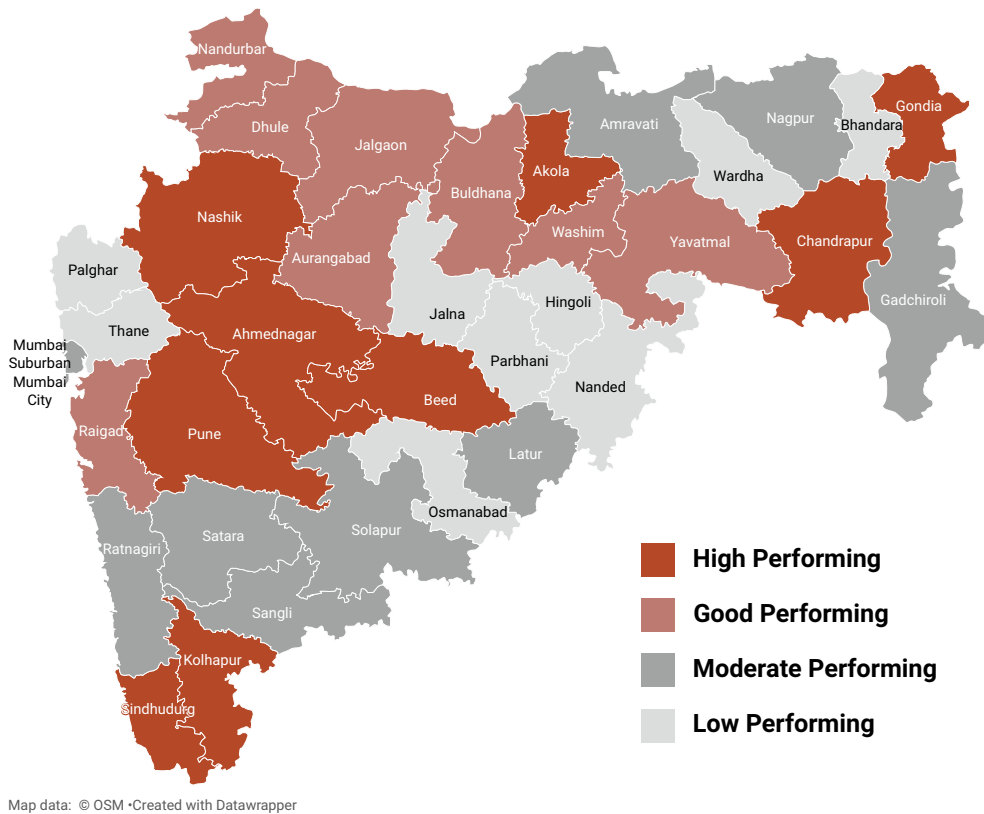 Nandurbar
Dhule
Jalgaon
Buldhana
Akola
Amravati
Nagpur
Bhandara
Gondia
Wardha
Nashik
Aurangabad
Washim
Yavatmal
Chandrapur
Gadchiroli
Palghar
Thane
Mumbai
Suburban
Mumbai
City
Ahmednagar
Jalna
Hingoli
Parbhani
Nanded
Beed
Raigad
Pune
Latur
Osmanabad
Solapur
Satara
Ratnagiri
Sangli
Kolhapur
Sindhudurg
High Performing
Good Performing
Moderate Performing
Low Performing
Map data: © OSM •Created with Datawrapper